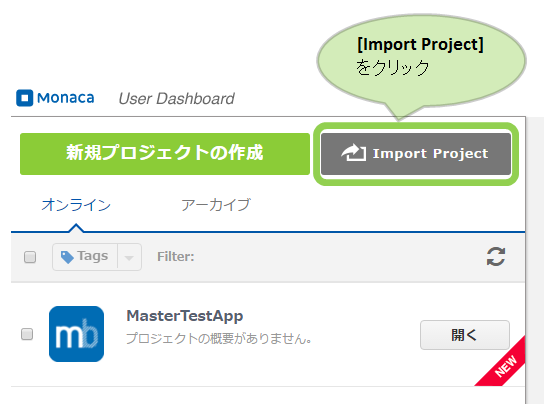 [Import Project]
をクリック
Monaca User Dashboard
新規プロジェクトの作成 Import Project
オンライン アーカイブ
Tags Filter:
MasterTestApp
mb プロジェクトの概要がありません。 開く
NEW